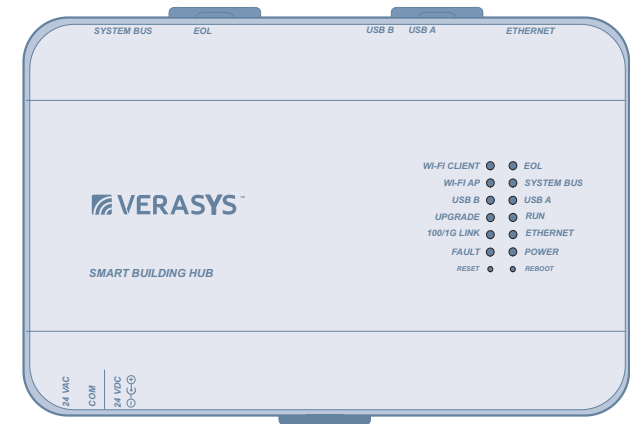 SYSTEM BUS EOL USB B USB A ETHERNET
WI-FI CLIENT EOL
WI-FI AP SYSTEM BUS
USB B USB A
UPGRADE RUN
100/1G LINK ETHERNET
FAULT POWER
RESET REBOOT
VERASYS™
SMART BUILDING HUB
24 VAC
COM
24 VDC